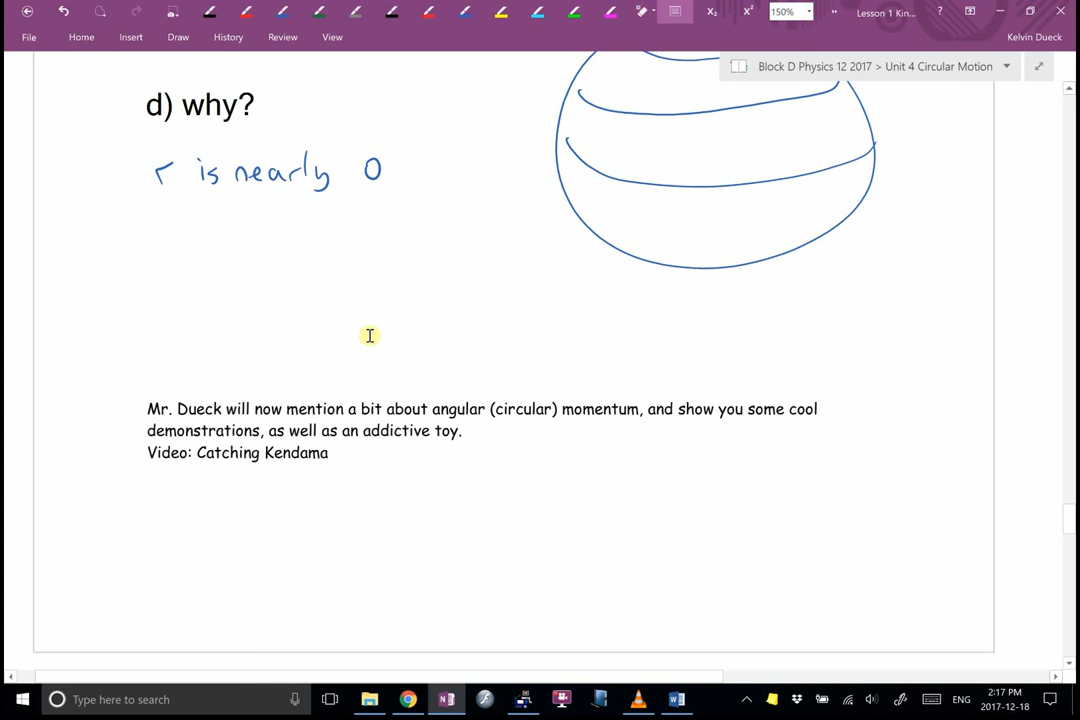 150%
Lesson 1 Kin...
File Home Insert Draw History Review View
Kelvin Dueck
Block D Physics 12 2017 > Unit 4 Circular Motion
d) why?
r is nearly 0
Mr. Dueck will now mention a bit about angular (circular) momentum, and show you some cool
demonstrations, as well as an addictive toy.
Video: Catching Kendama
Type here to search
ENG
2:17 PM
2017-12-18